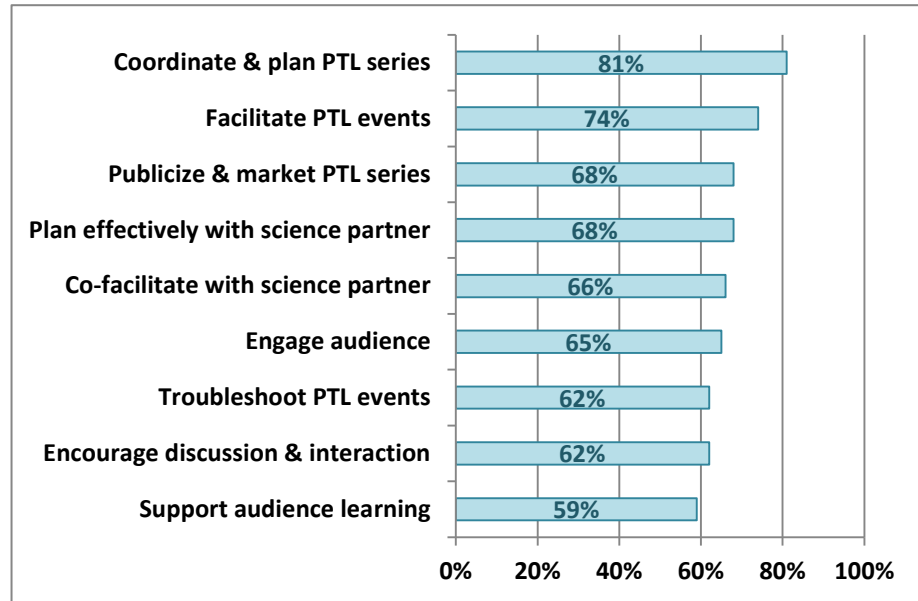 Coordinate & plan PTL series 81%
Facilitate PTL events 74%
Publicize & market PTL series 68%
Plan effectively with science partner 68%
Co-facilitate with science partner 66%
Engage audience 65%
Troubleshoot PTL events 62%
Encourage discussion & interaction 62%
Support audience learning 59%
0% 20% 40% 60% 80% 100%